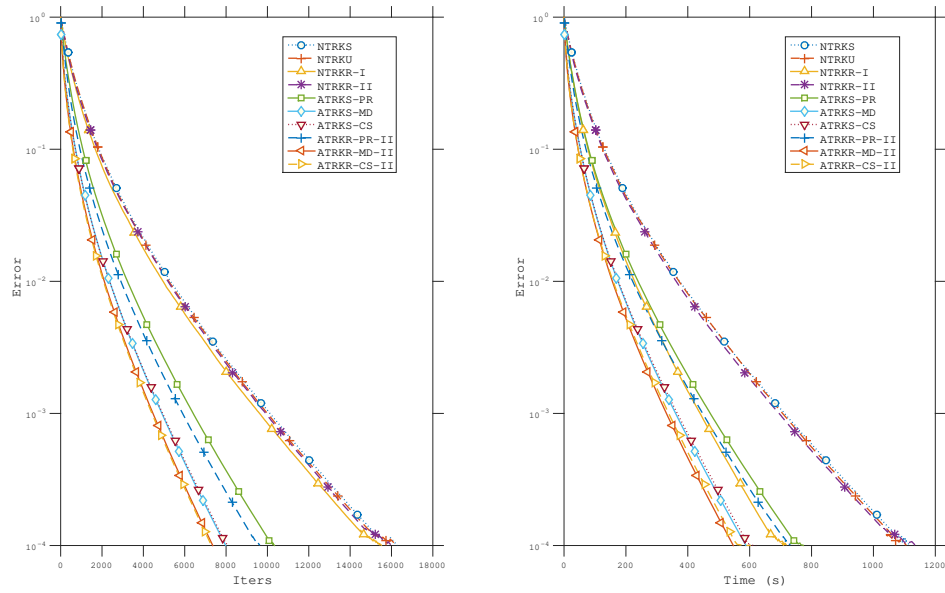 10^0
10^-1
10^-2
10^-3
10^-4
Error
0 2000 4000 6000 8000 10000 12000 14000 16000 18000
Iters
NTRKS
NTRKU
NTRKR-I
NTRKR-II
ATRKS-PR
ATRKS-MD
ATRKS-CS
ATRKR-PR-II
ATRKR-MD-II
ATRKR-CS-II
10^0
10^-1
10^-2
10^-3
10^-4
Error
0 200 400 600 800 1000 1200
Time (s)
NTRKS
NTRKU
NTRKR-I
NTRKR-II
ATRKS-PR
ATRKS-MD
ATRKS-CS
ATRKR-PR-II
ATRKR-MD-II
ATRKR-CS-II